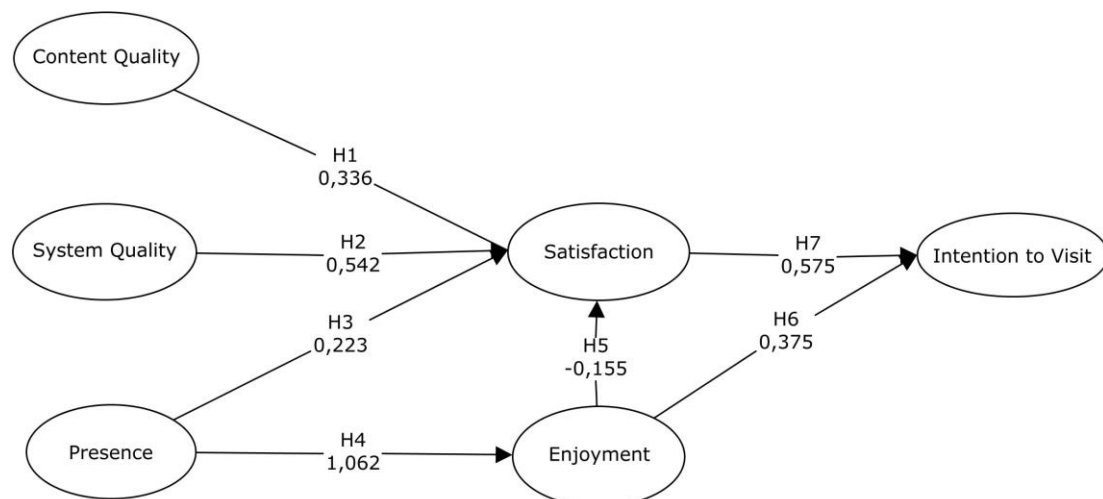 Content Quality
H1
0,336
System Quality
H2
0,542
Satisfaction
H7
0,575
Intention to Visit
H3
0,223
H5
-0,155
H6
0,375
Presence
H4
1,062
Enjoyment